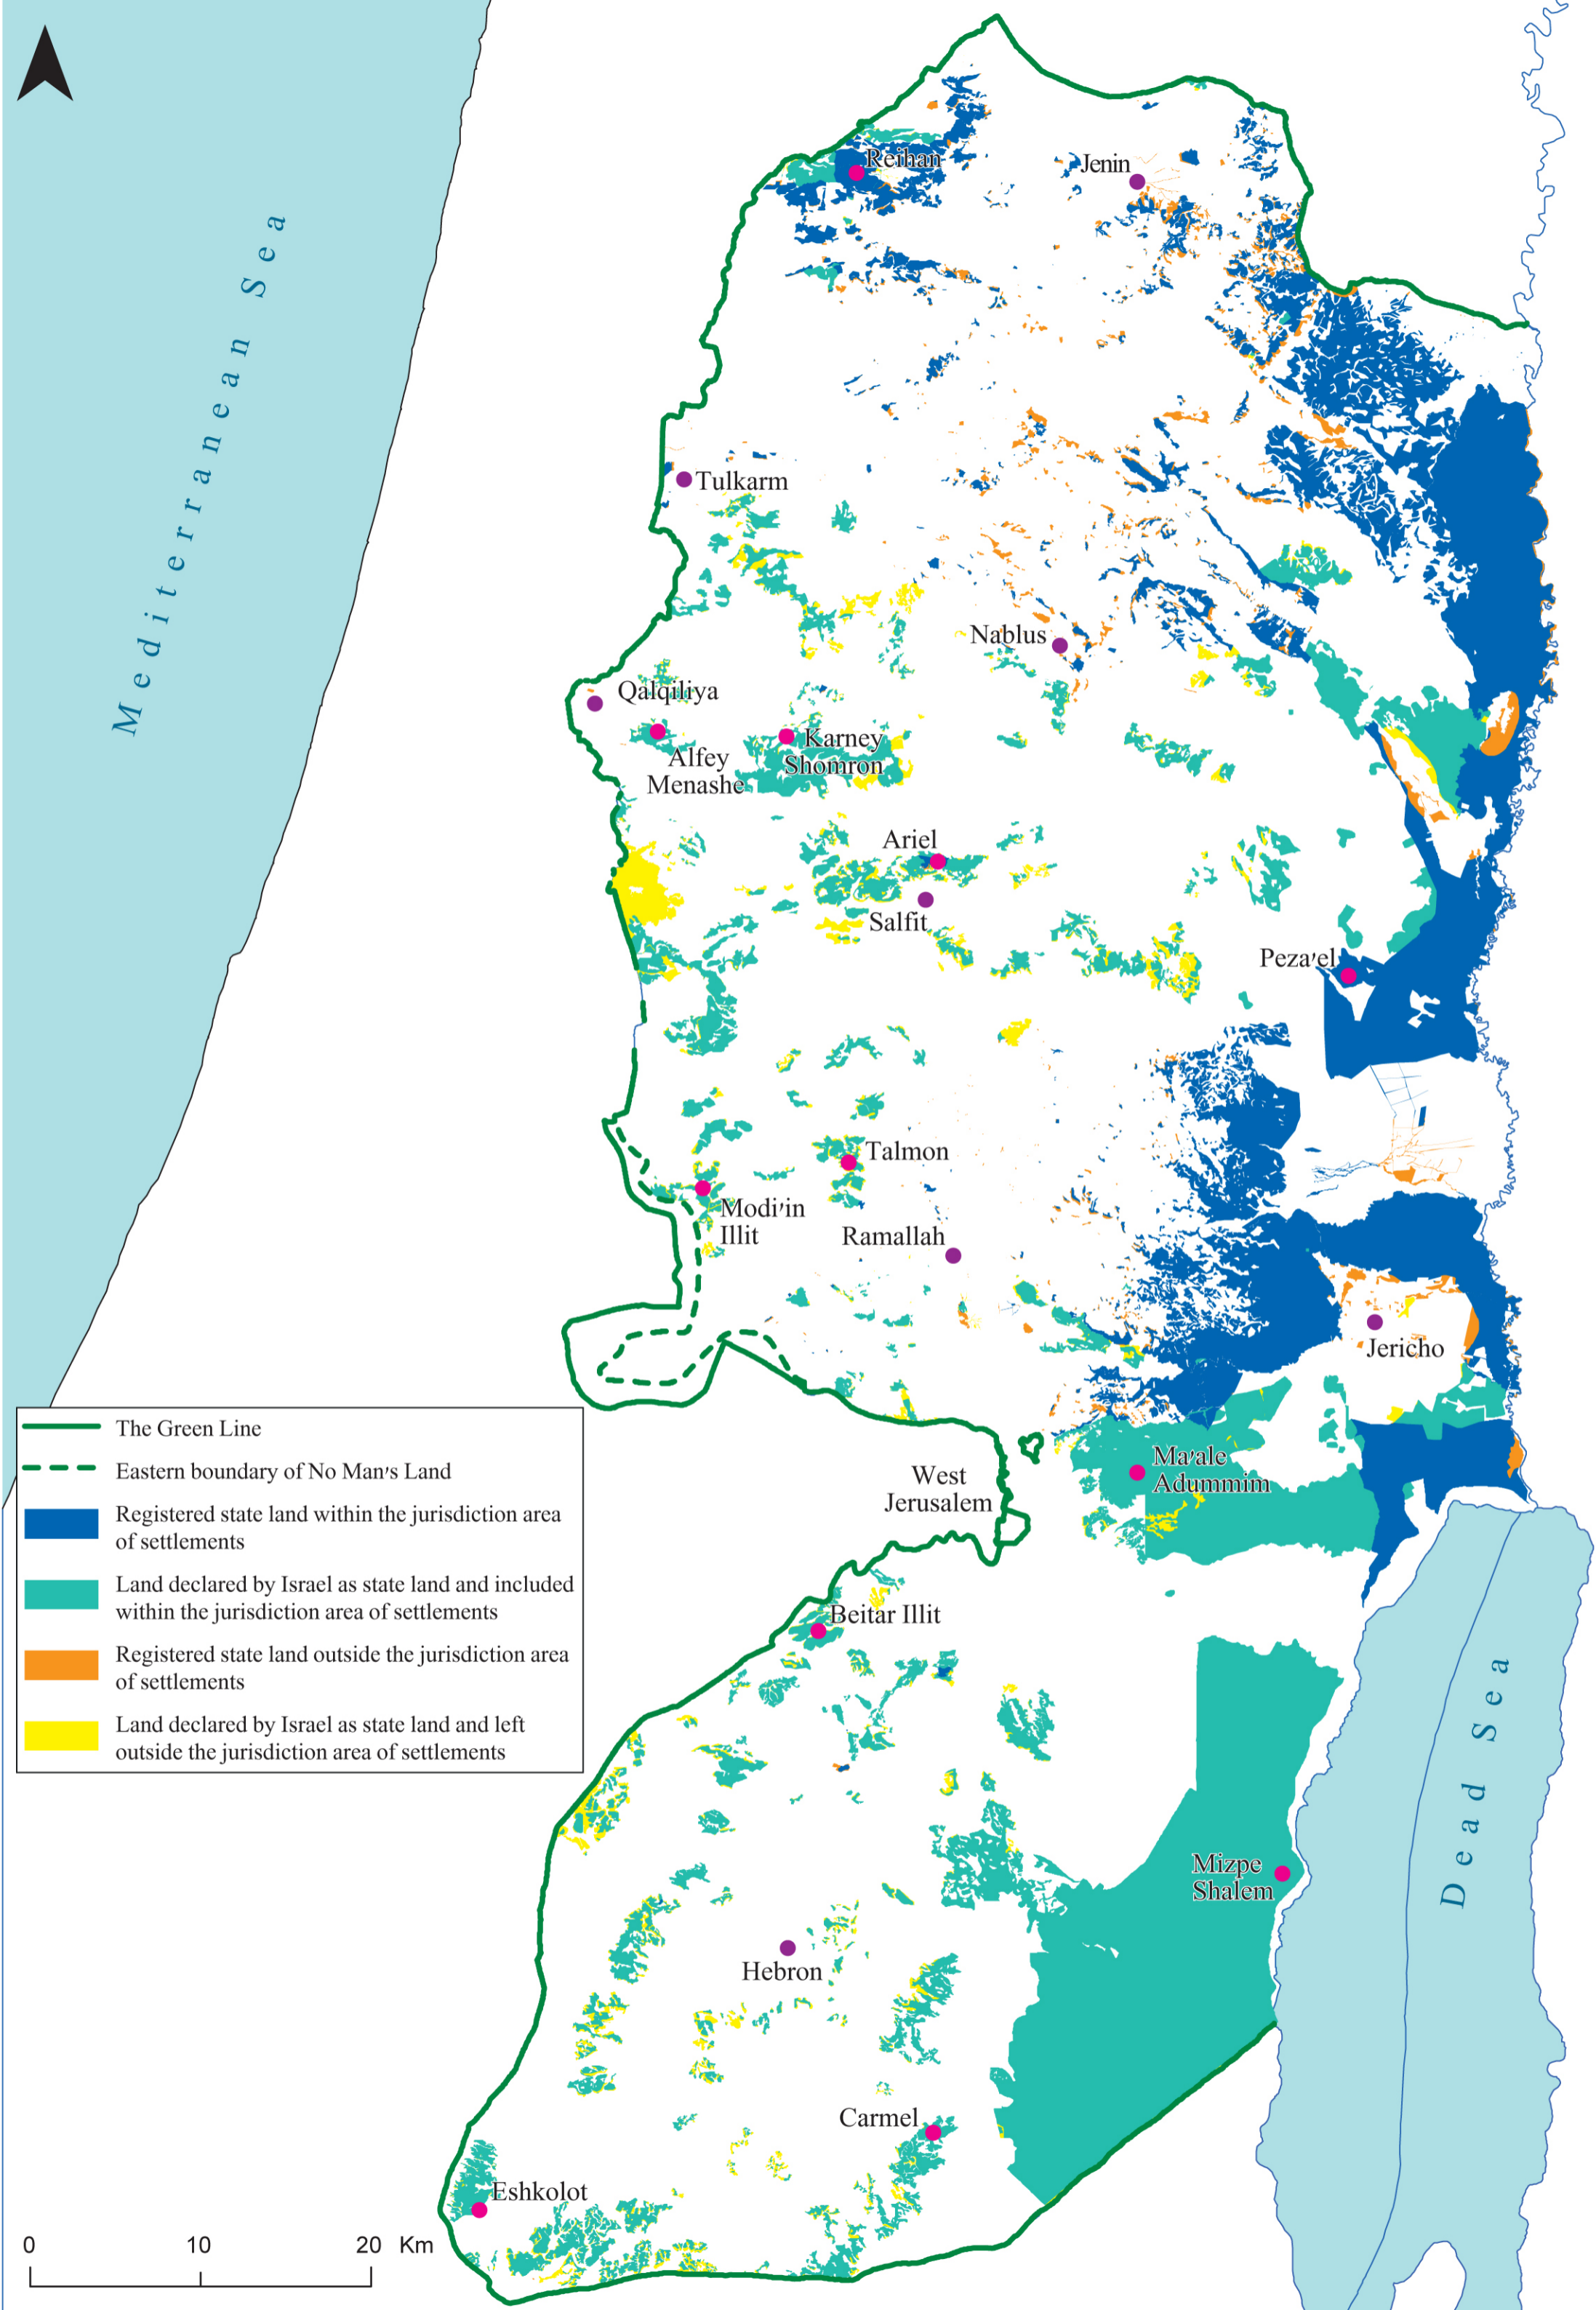 Mediterranean Sea
Reihan
Jenin
Tulkarm
Nablus
Qalqiliya
Alfey
Menashe
Karney
Shomron
Ariel
Salfit
Peza'el
Talmon
Modi'in
Illit
Ramallah
Jericho
The Green Line
Eastern boundary of No Man's Land
Registered state land within the jurisdiction area
of settlements
Land declared by Israel as state land and included
within the jurisdiction area of settlements
Registered state land outside the jurisdiction area
of settlements
Land declared by Israel as state land and left
outside the jurisdiction area of settlements
West
Jerusalem
Ma'ale
Adummim
Beitar Illit
Dead Sea
Mizpe
Shalem
Hebron
Carmel
Eshkolot
0 10 20 Km